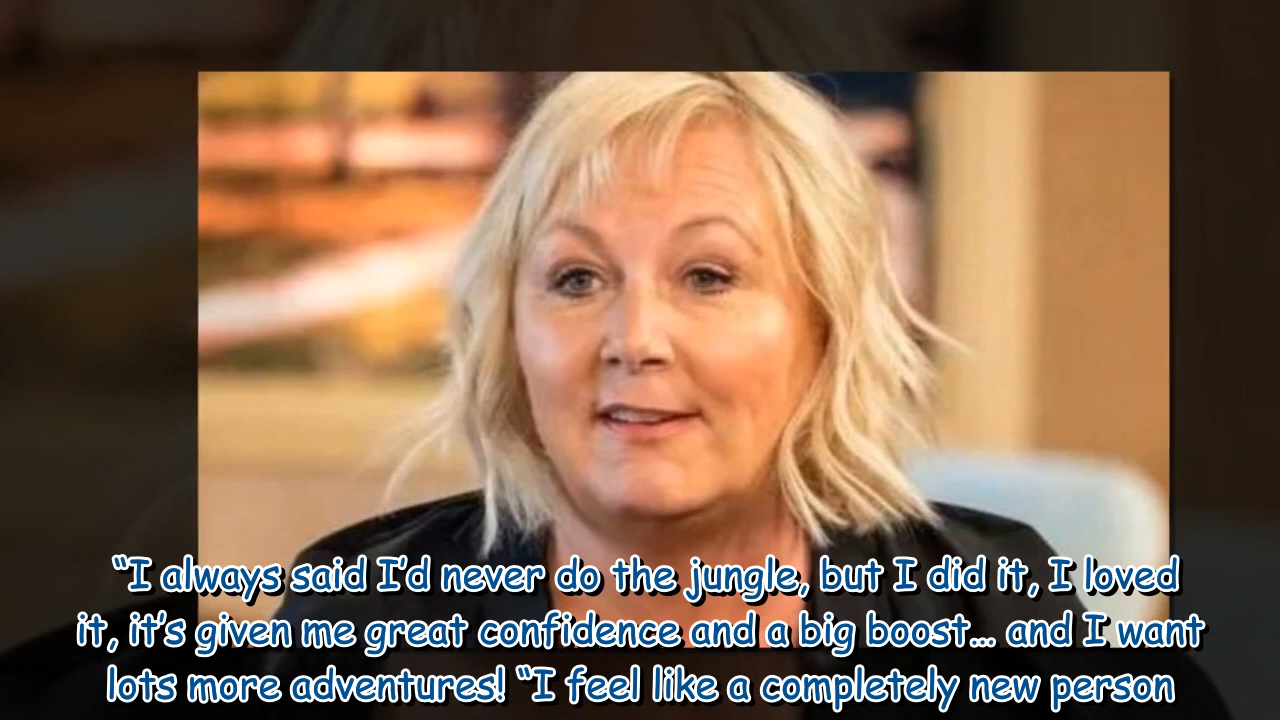 “I always said I’d never do the jungle, but I did it, I loved
it, it’s given me great confidence and a big boost… and I want
lots more adventures! “I feel like a completely new person